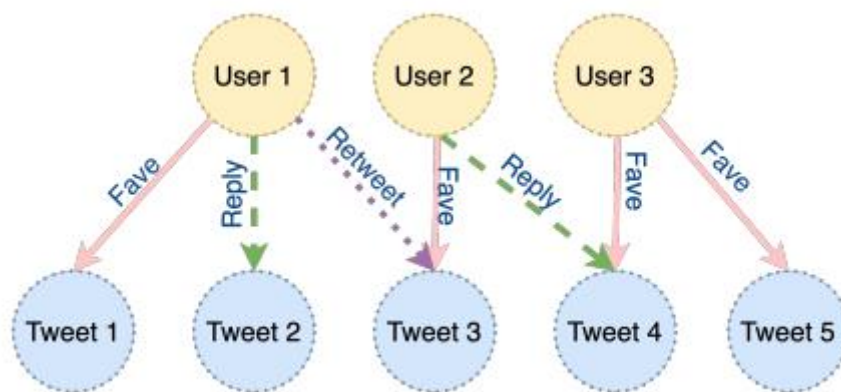 User 1
User 2
User 3
Fave
Reply
Retweet
Fave
Reply
Fave
Fave
Tweet 1
Tweet 2
Tweet 3
Tweet 4
Tweet 5